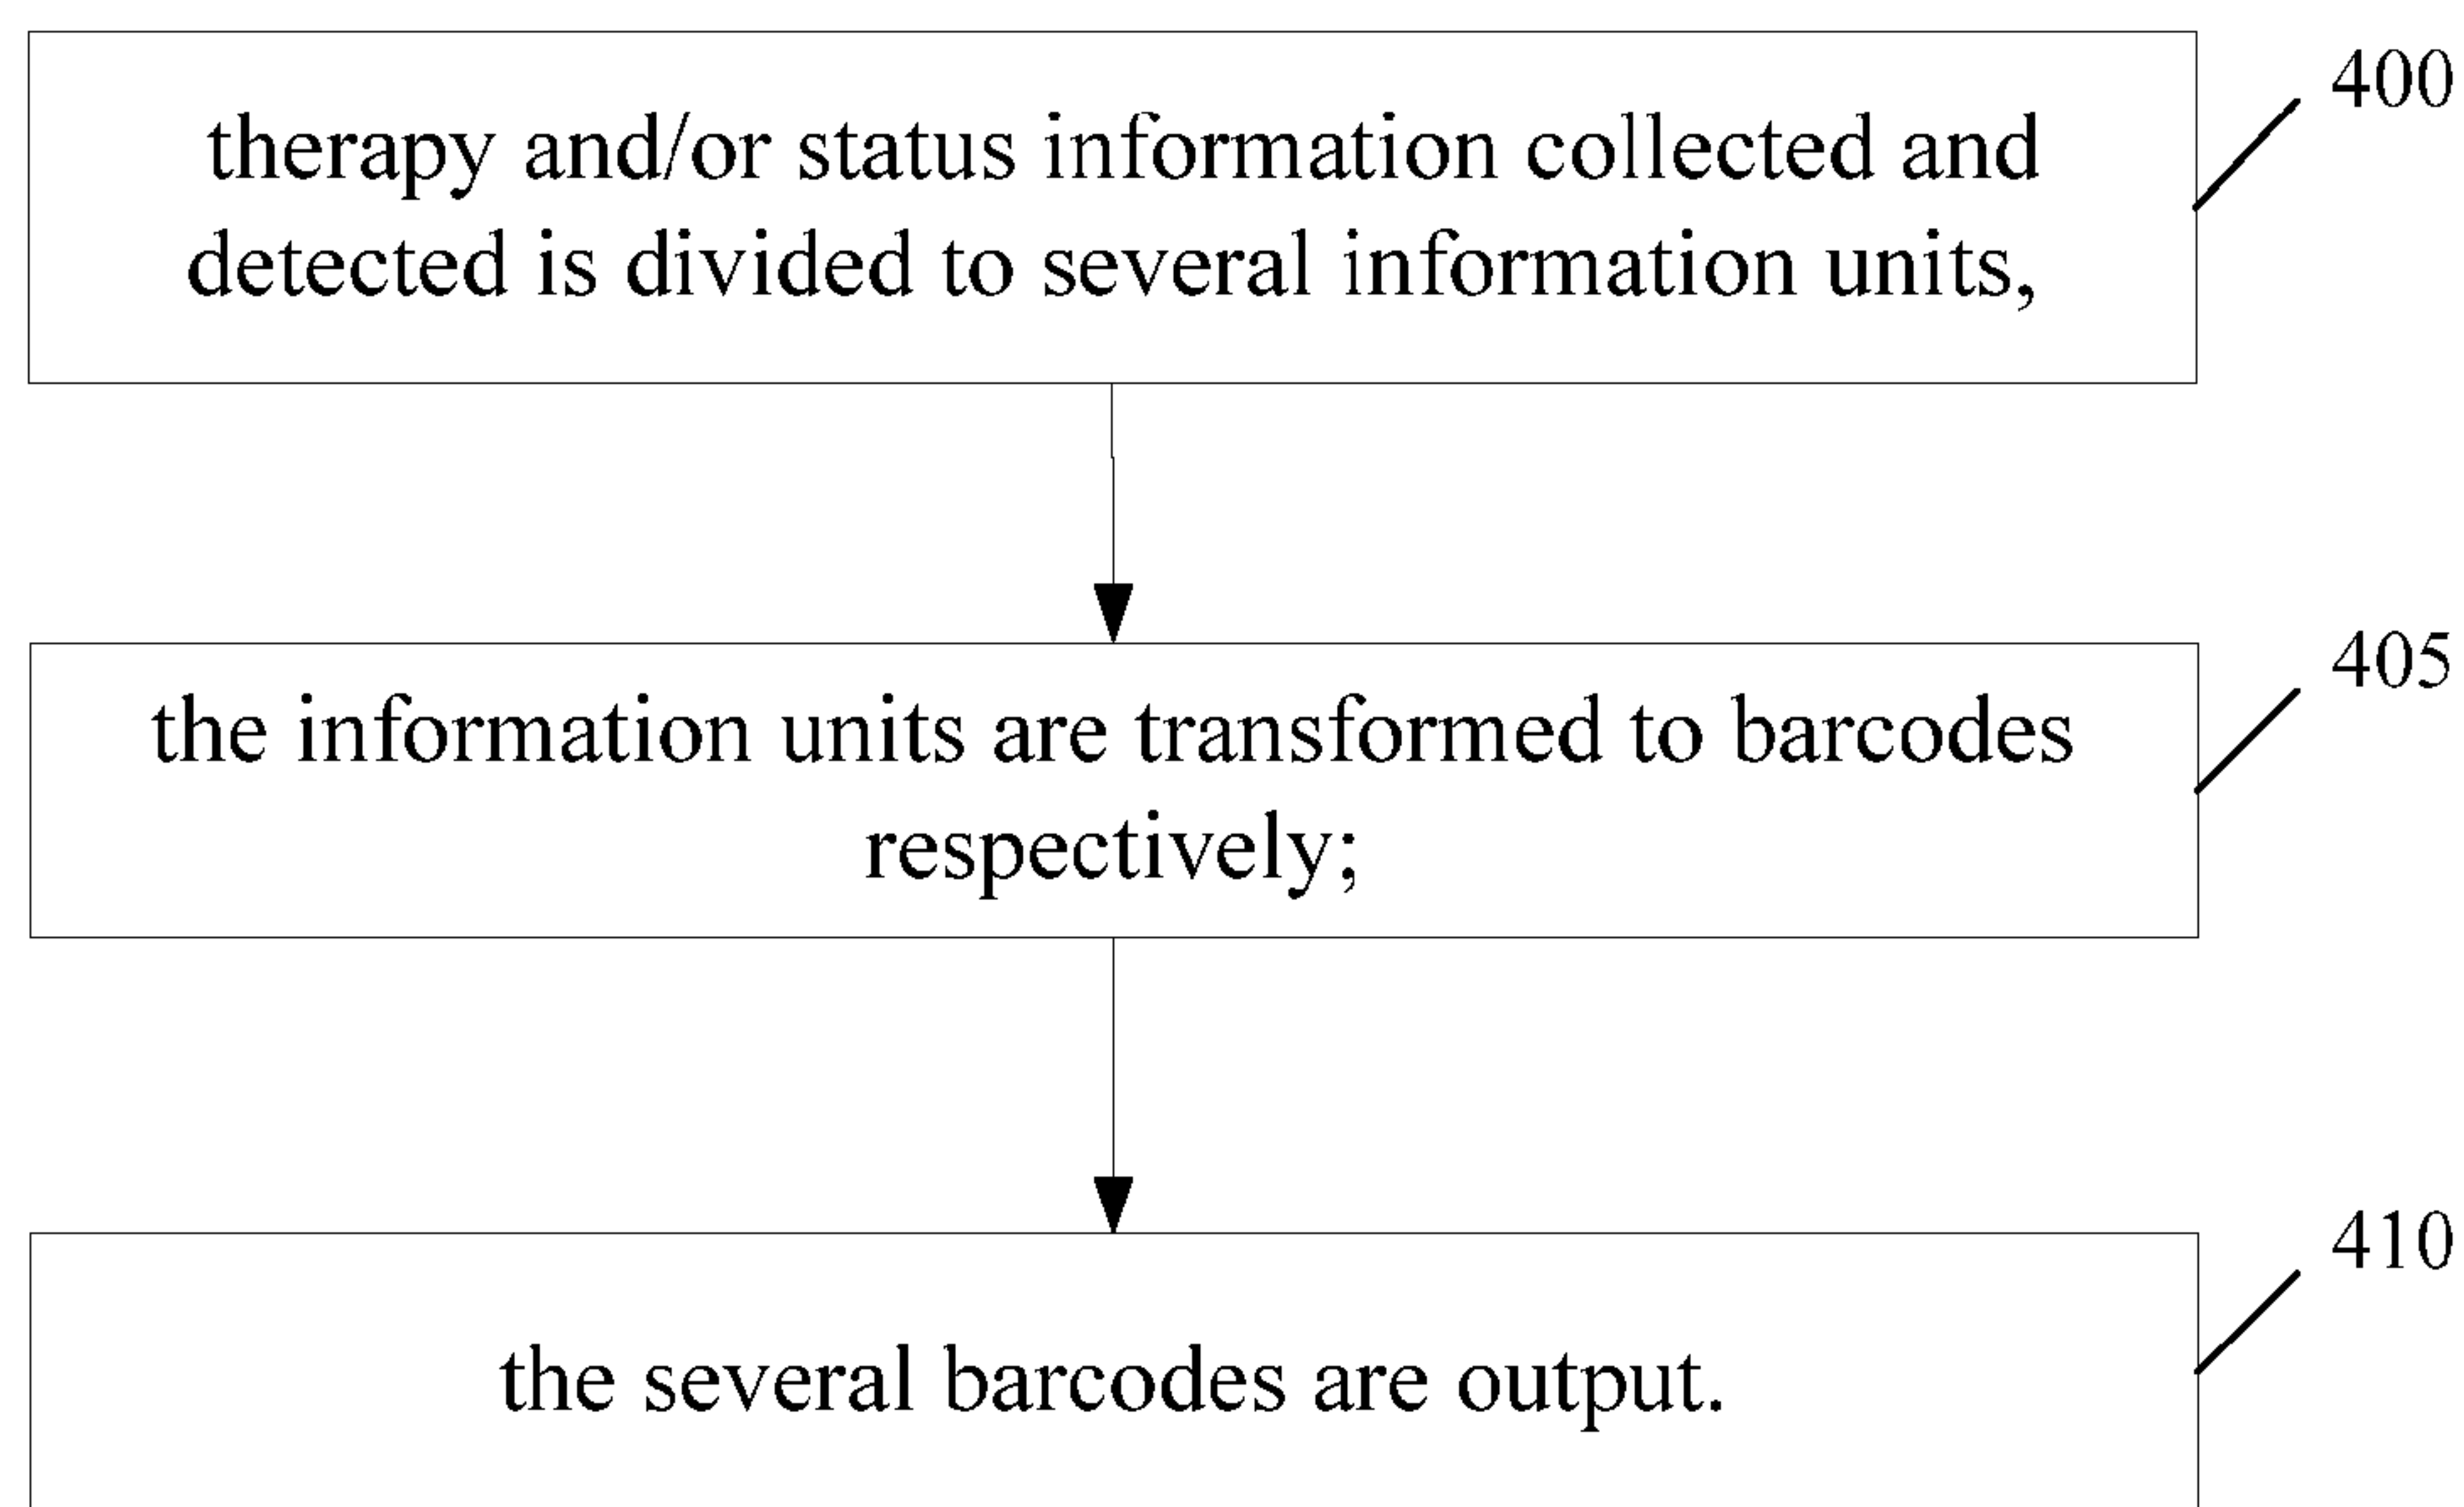 400
therapy and/or status information collected and
detected is divided to several information units,
405
the information units are transformed to barcodes
respectively;
410
the several barcodes are output.